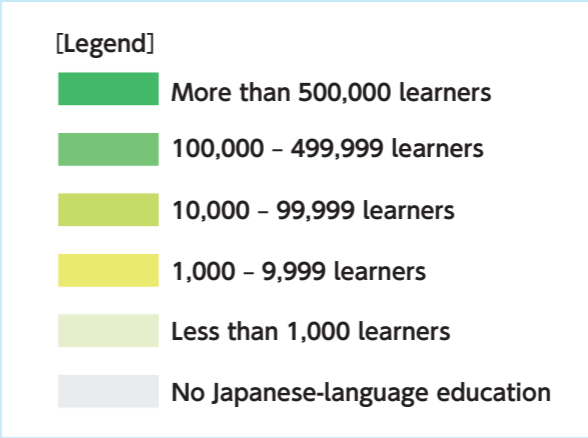 [Legend]
More than 500,000 learners
100,000 – 499,999 learners
10,000 – 99,999 learners
1,000 – 9,999 learners
Less than 1,000 learners
No Japanese-language education